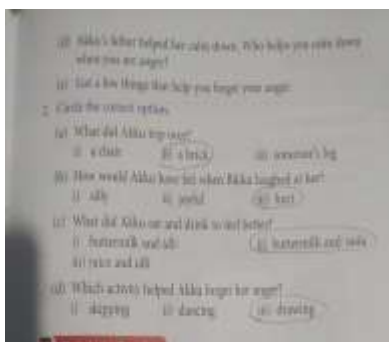 (d) Akku's father helped her calm down. Who helps you calm down
when you are angry?
(e) List a few things that help you forget your anger.
2. Circle the correct option.
(a) What did Akku trip over?
i) a chair ii) a brick iii) someone's leg
(b) How would Akku have felt when Bikku laughed at her?
i) silly ii) joyful iii) hurt
(c) What did Akku eat and drink to feel better?
i) buttermilk and idli ii) buttermilk and vada
iii) juice and idli
(d) Which activity helped Akku forget her anger?
i) skipping ii) dancing iii) drawing